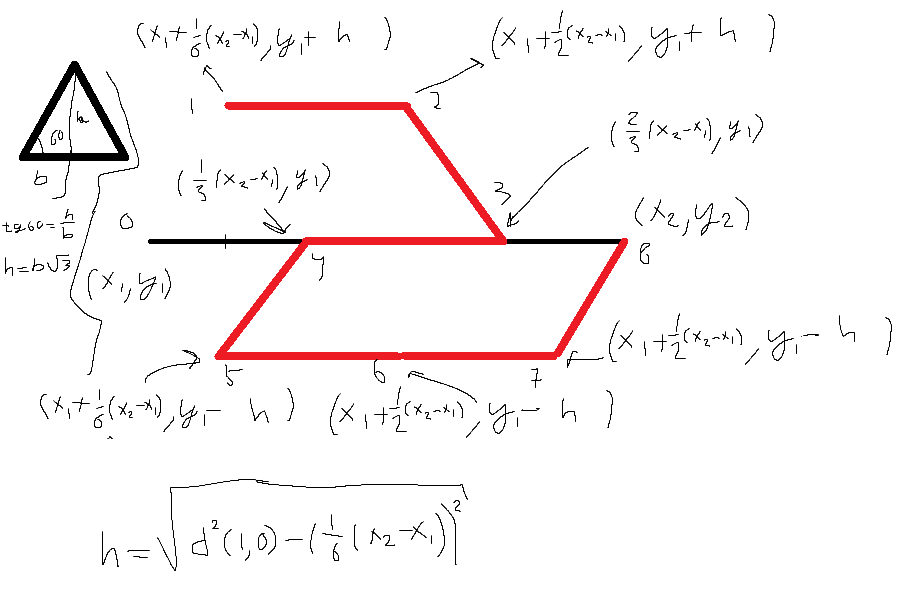 (x₁+1/6(x₂-x₁), y₁+ h )
(x₁+1/2(x₂-x₁), y₁+ h )
1
2
h
60
b
(2/3(x₂-x₁), y₁)
(1/3(x₂-x₁), y₁)
3
tg60=h/b
0
(x₂, y₂)
h=b√3
4
8
(x₁, y₁)
(x₁+1/2(x₂-x₁), y₁- h )
5
6
7
(x₁+1/6(x₂-x₁), y₁- h )
(x₁+1/2(x₂-x₁), y₁- h )
h=√(d²(1,0)-(1/6(x₂-x₁))²)